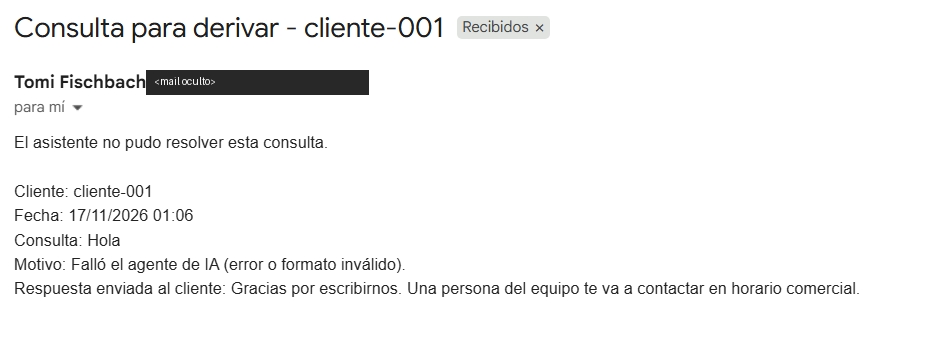 Consulta para derivar - cliente-001 Recibidos ×
Tomi Fischbach <mail oculto>
para mí
El asistente no pudo resolver esta consulta.
Cliente: cliente-001
Fecha: 17/11/2026 01:06
Consulta: Hola
Motivo: Falló el agente de IA (error o formato inválido).
Respuesta enviada al cliente: Gracias por escribirnos. Una persona del equipo te va a contactar en horario comercial.